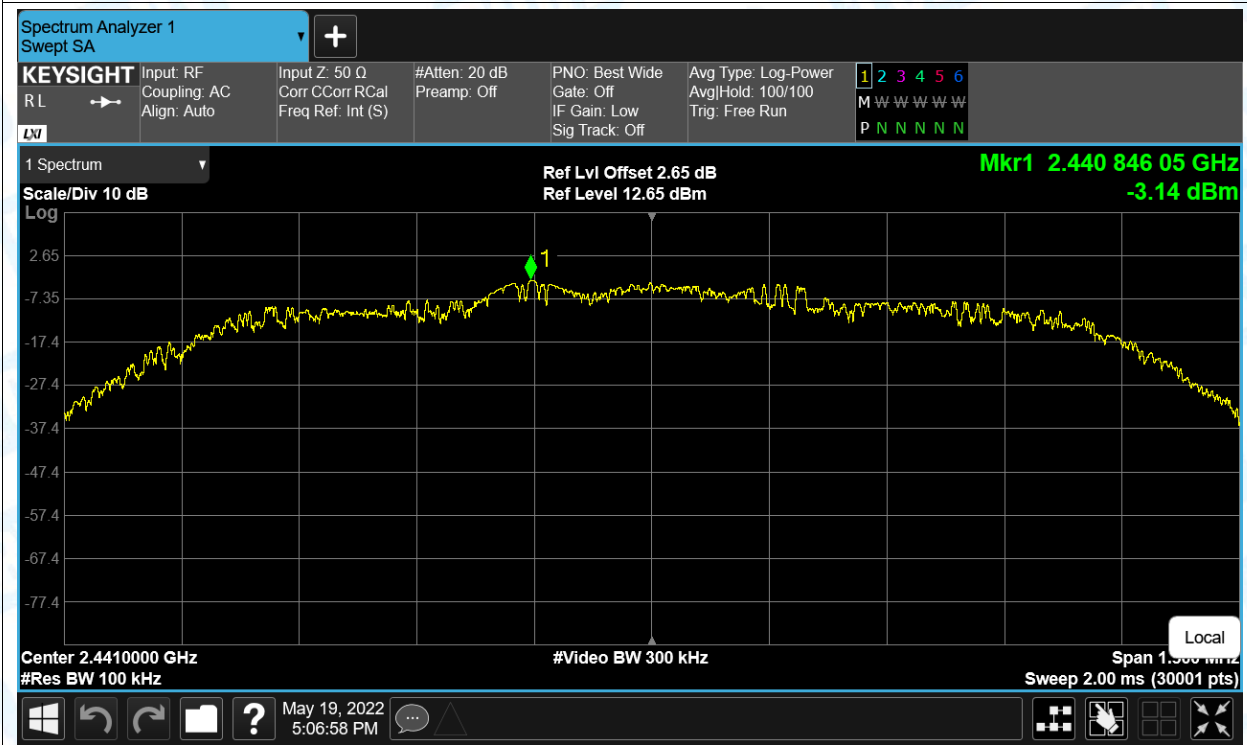 Spectrum Analyzer 1
Swept SA
KEYSIGHT
R L
LXI
Input: RF
Coupling: AC
Align: Auto
Input Z: 50 Ω
Corr CCorr RCal
Freq Ref: Int (S)
#Atten: 20 dB
Preamp: Off
PNO: Best Wide
Gate: Off
IF Gain: Low
Sig Track: Off
Avg Type: Log-Power
Avg|Hold: 100/100
Trig: Free Run
1 2 3 4 5 6
M W W W W W
P N N N N N
1 Spectrum
Scale/Div 10 dB
Log
Ref Lvl Offset 2.65 dB
Ref Level 12.65 dBm
Mkr1 2.440 846 05 GHz
-3.14 dBm
1
2.65
-7.35
-17.4
-27.4
-37.4
-47.4
-57.4
-67.4
-77.4
Local
Center 2.4410000 GHz
#Video BW 300 kHz
Span
#Res BW 100 kHz
Sweep 2.00 ms (30001 pts)
?
May 19, 2022
5:06:58 PM